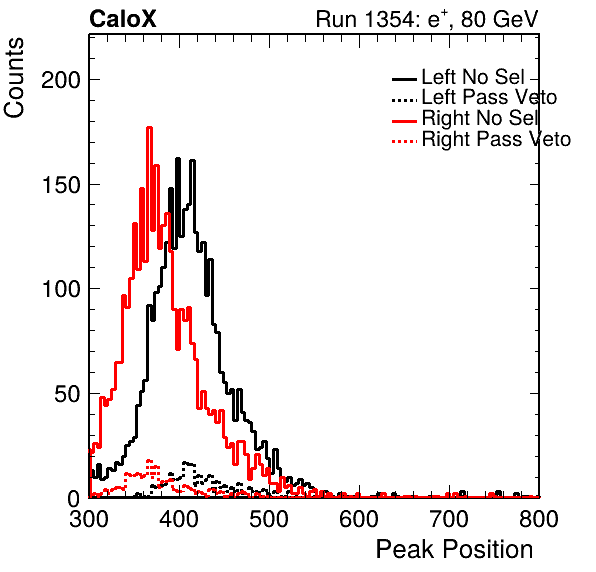 CaloX
Run 1354: e⁺, 80 GeV
Counts
200
150
100
50
0
Left No Sel
Left Pass Veto
Right No Sel
Right Pass Veto
300 400 500 600 700 800
Peak Position